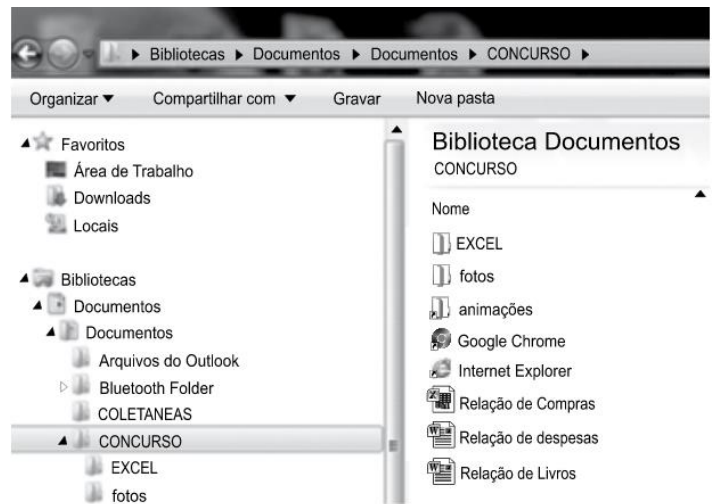 ▶ Bibliotecas ▶ Documentos ▶ Documentos ▶ CONCURSO ▶
Organizar ▼ Compartilhar com ▼ Gravar Nova pasta
Favoritos
Área de Trabalho
Downloads
Locais
Bibliotecas
Documentos
Documentos
Arquivos do Outlook
Bluetooth Folder
COLETANEAS
CONCURSO
EXCEL
fotos
Biblioteca Documentos
CONCURSO
Nome
EXCEL
fotos
animações
Google Chrome
Internet Explorer
Relação de Compras
Relação de despesas
Relação de Livros